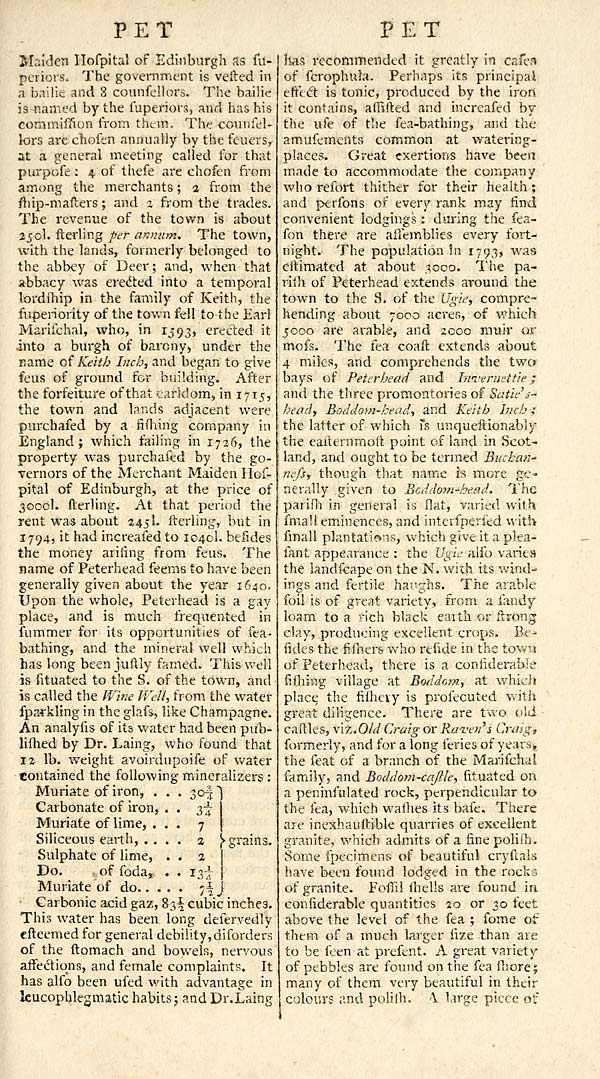 PET
PET
Maiden Hoſpital of Edinburgh as ſu-
periors. The government is veſted in
a bailie and 8 counſellors. The bailie
is named by the ſuperiors, and has his
commiſſion from them. The counſel-
lors are choſen annually by the feuers,
at a general meeting called for that
purpoſe: 4 of theſe are choſen from
among the merchants; 2 from the
ſhip-maſters; and 2 from the trades.
The revenue of the town is about
250l. ſterling per annum. The town,
with the lands, formerly belonged to
the abbey of Deer; and, when that
abbacy was erected into a temporal
lordſhip in the family of Keith, the
ſuperiority of the town fell to the Earl
Mariſchal, who, in 1593, erected it
into a burgh of barony, under the
name of Keith Inch, and began to give
feus of ground for building. After
the forfeiture of that earldom, in 1715,
the town and lands adjacent were
purchaſed by a fiſhing company in
England; which failing in 1726, the
property was purchaſed by the go-
vernors of the Merchant Maiden Hoſ-
pital of Edinburgh, at the price of
3000l. ſterling. At that period the
rent was about 245l. ſterling, but in
1794, it had increaſed to 1040l. beſides
the money ariſing from feus. The
name of Peterhead ſeems to have been
generally given about the year 1640.
Upon the whole, Peterhead is a gay
place, and is much frequented in
ſummer for its opportunities of ſea-
bathing, and the mineral well which
has long been juſtly famed. This well
is ſituated to the S. of the town, and
is called the Wine Well, from the water
ſparkling in the glaſs, like Champagne.
An analyſis of its water had been pub-
liſhed by Dr. Laing, who found that
12 lb. weight avoirdupoiſe of water
contained the following mineralizers:
Muriate of iron, . . . 30¾
Carbonate of iron, . . 3¼
Muriate of lime, . . . 7
Siliceous earth, . . . . 2 grains.
Sulphate of lime, . . 2
Do. of ſoda, . . 13¼
Muriate of do. . . . . 7½
Carbonic acid gaz, 83½ cubic inches.
This water has been long deſervedly
eſteemed for general debility, diſorders
of the ſtomach and bowels, nervous
affections, and female complaints. It
has alſo been uſed with advantage in
leucophlegmatic habits; and Dr. Laing
has recommended it greatly in caſes
of ſcrophula. Perhaps its principal
effect is tonic, produced by the iron
it contains, aſſiſted and increaſed by
the uſe of the ſea-bathing, and the
amuſements common at watering-
places. Great exertions have been
made to accommodate the company
who reſort thither for their health;
and perſons of every rank may find
convenient lodgings: during the ſea-
ſon there are aſſemblies every fort-
night. The population in 1793, was
eſtimated at about 3000. The pa-
riſh of Peterhead extends around the
town to the S. of the Ugie, compre-
hending about 7000 acres, of which
5000 are arable, and 2000 muir or
moſs. The ſea coaſt extends about
4 miles, and comprehends the two
bays of Peterhead and Invernettie;
and the three promontories of Satie's-
head, Boddom-head, and Keith Inch:
the latter of which is unqueſtionably
the eaſternmoſt point of land in Scot-
land, and ought to be termed Buchan-
neſs, though that name is more ge-
nerally given to Boddom-head. The
pariſh in general is flat, varied with
ſmall eminences, and interſperſed with
ſmall plantations, which give it a plea-
ſant appearance: the Ugie alſo varies
the landſcape on the N. with its wind-
ings and fertile haughs. The arable
ſoil is of great variety, from a ſandy
loam to a rich black earth or ſtrong
clay, producing excellent crops. Be-
ſides the fiſhers who reſide in the town
of Peterhead, there is a conſiderable
fiſhing village at Boddom, at which
place the fiſhery is proſecuted with
great diligence. There are two old
caſtles, viz. Old Craig or Raven's Craig,
formerly, and for a long ſeries of years,
the ſeat of a branch of the Mariſchal
family, and Boddom-caſtle, ſituated on
a peninſulated rock, perpendicular to
the ſea, which waſhes its baſe. There
are inexhauſtible quarries of excellent
granite, which admits of a fine poliſh.
Some ſpecimens of beautiful cryſtals
have been found lodged in the rocks
of granite. Foſſil ſhells are found in
conſiderable quantities 20 or 30 feet
above the level of the ſea; ſome of
them of a much larger ſize than are
to be ſeen at preſent. A great variety
of pebbles are found on the ſea ſhore;
many of them very beautiful in their
colours and poliſh. A large piece of